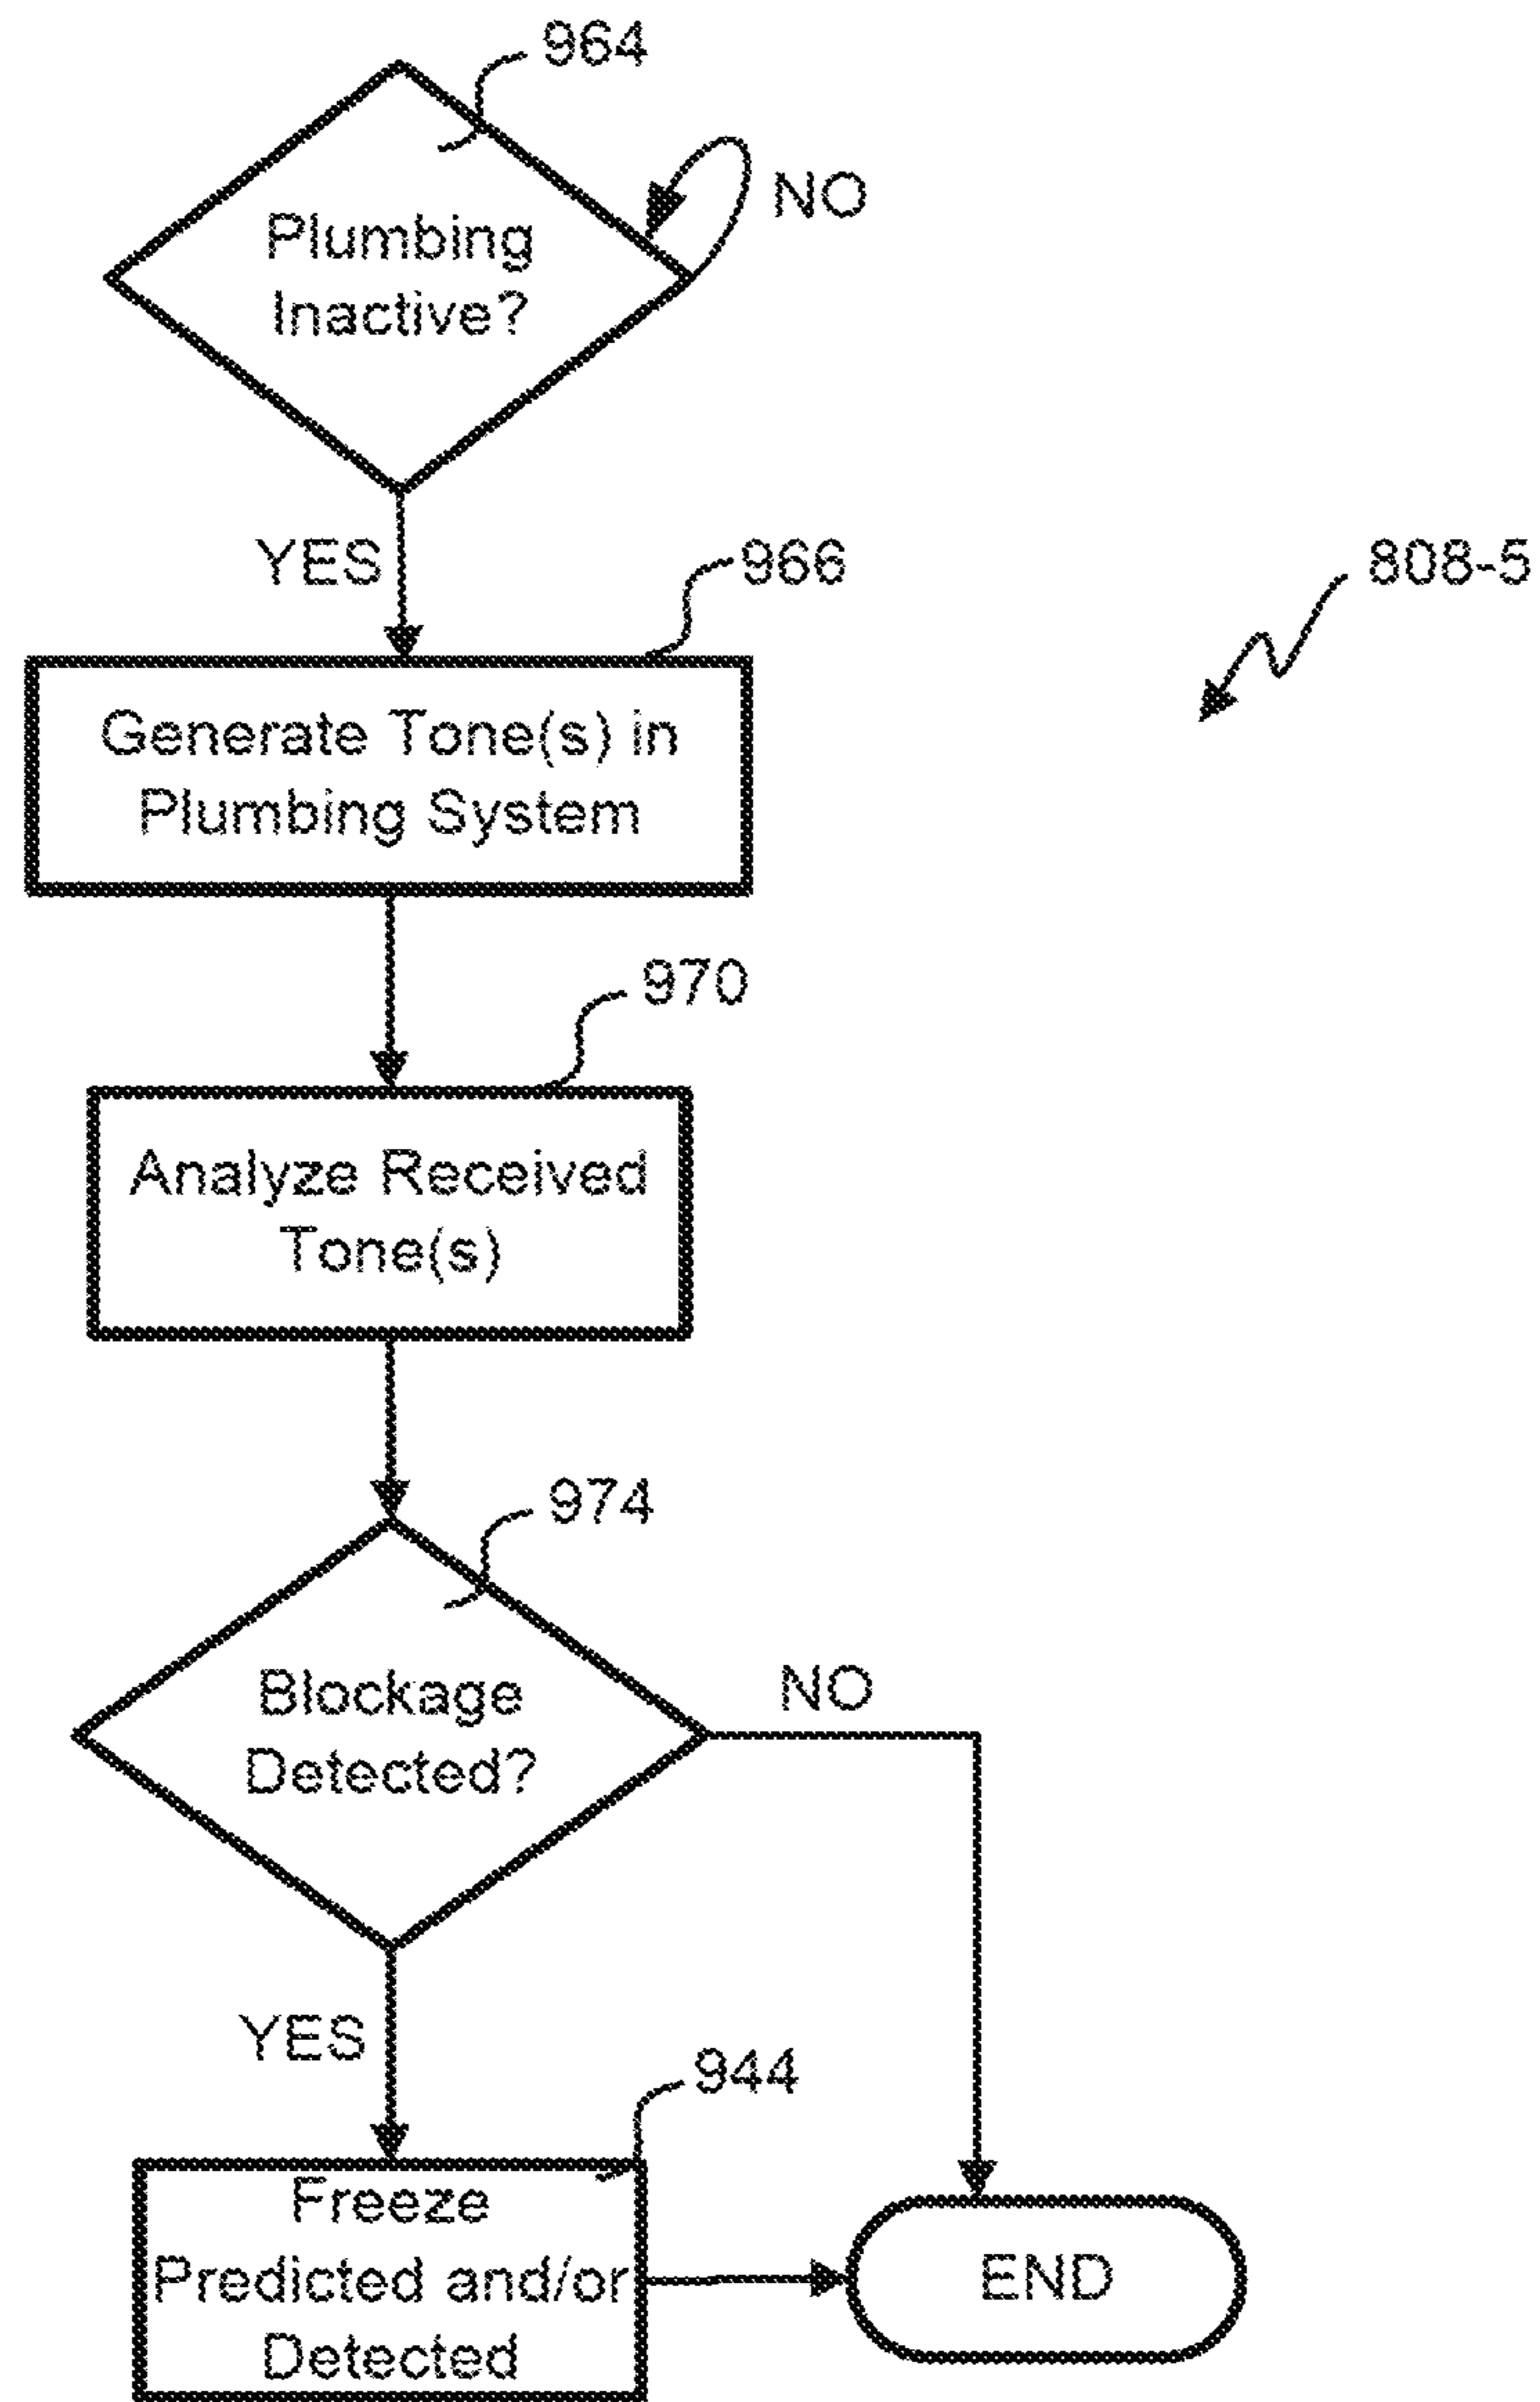 964
Plumbing
Inactive?
NO
YES
966
808-5
Generate Tone(s) in
Plumbing System
970
Analyze Received
Tone(s)
974
Blockage
Detected?
NO
YES
944
Freeze
Predicted and/or
Detected
END